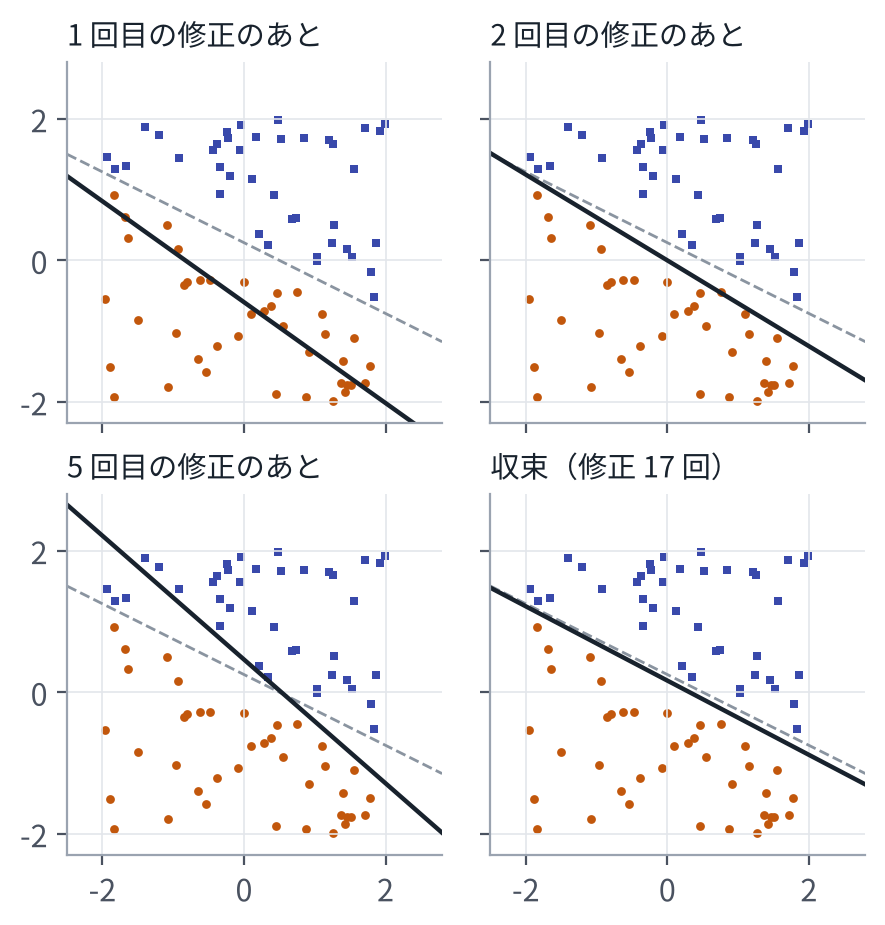 1 回目の修正のあと
2 回目の修正のあと
2
0
-2
5 回目の修正のあと
収束（修正 17 回）
2
0
-2
-2 0 2
-2 0 2